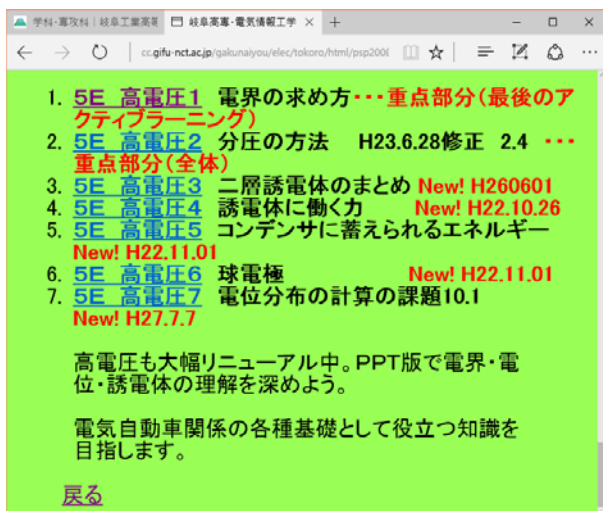 学科・専攻科 | 岐阜工業高等
岐阜高専・電気情報工学
cc.gifu-nct.ac.jp/gakunaiyou/elec/tokoro/html/psp200
1. 5E 高電圧1 電界の求め方・・・重点部分(最後のア
クティブラーニング)
2. 5E 高電圧2 分圧の方法 H23.6.28修正 2.4 ・・・
重点部分(全体)
3. 5E 高電圧3 二層誘電体のまとめ New! H260601
4. 5E 高電圧4 誘電体に働く力 New! H22.10.26
5. 5E 高電圧5 コンデンサに蓄えられるエネルギー
New! H22.11.01
6. 5E 高電圧6 球電極 New! H22.11.01
7. 5E 高電圧7 電位分布の計算の課題10.1
New! H27.7.7
高電圧も大幅リニューアル中。PPT版で電界・電
位・誘電体の理解を深めよう。
電気自動車関係の各種基礎として役立つ知識を
目指します。
戻る